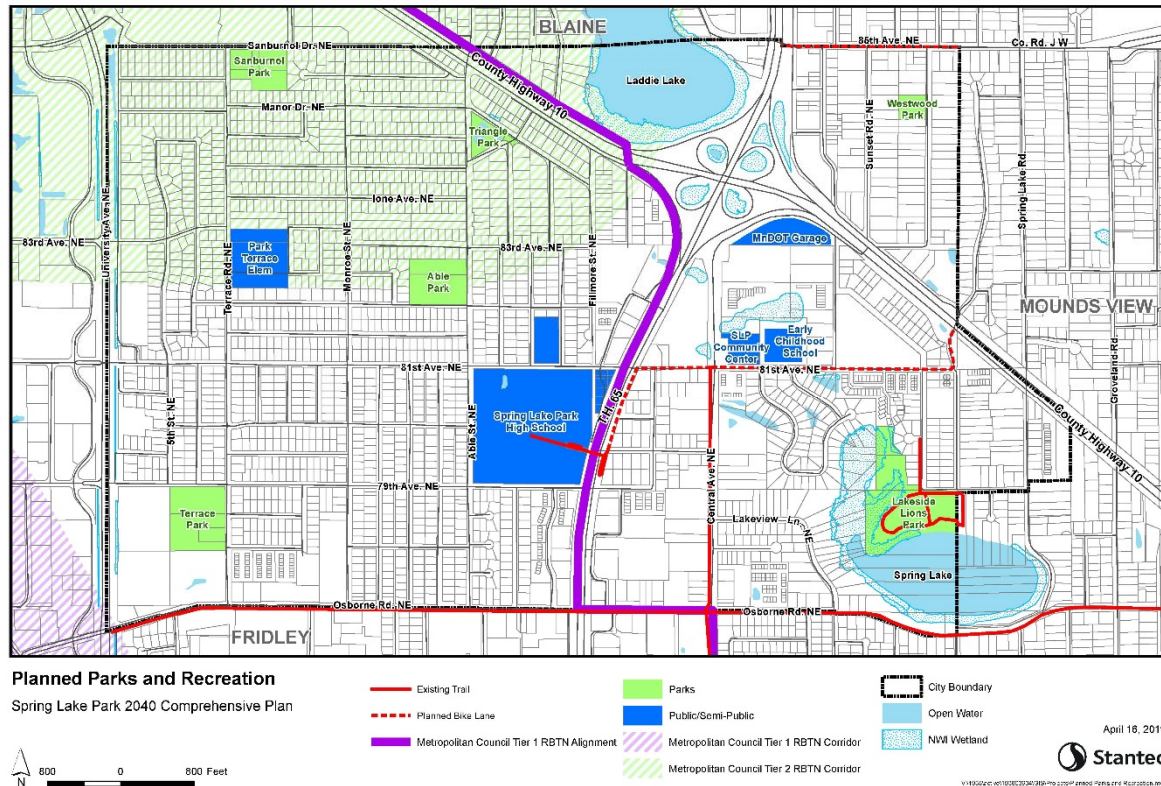 BLAINE
Sanburnol Dr. NE
85th Ave. NE
Co. Rd. J W
Sanburnol
Park
County Highway 10
Laddie Lake
Manor Dr. NE
Westwood
Park
Triangle
Park
Sunset Rd. NE
Spring Lake Rd.
University Ave. NE
Ione Ave. NE
83rd Ave. NE
Park
Terrace
Elem
Terrace Rd. NE
Monroe St. NE
83rd Ave. NE
Able
Park
Fillmore St. NE
MnDOT Garage
MOUNDS VIEW
SLP
Community
Center
Early
Childhood
School
81st Ave. NE
81st Ave. NE
Groveland Rd.
5th St. NE
Able St. NE
Spring Lake Park
High School
T.H. 65
County Highway 10
79th Ave. NE
Central Ave. NE
Terrace
Park
Lakeview Ln. NE
Lakeside
Lions
Park
Spring Lake
Osborne Rd. NE
Osborne Rd. NE
FRIDLEY
Planned Parks and Recreation
Spring Lake Park 2040 Comprehensive Plan
N
800 0 800 Feet
Existing Trail
Planned Bike Lane
Metropolitan Council Tier 1 RBTN Alignment
Parks
Public/Semi-Public
Metropolitan Council Tier 1 RBTN Corridor
Metropolitan Council Tier 2 RBTN Corridor
City Boundary
Open Water
NWI Wetland
April 16, 2019
Stantec